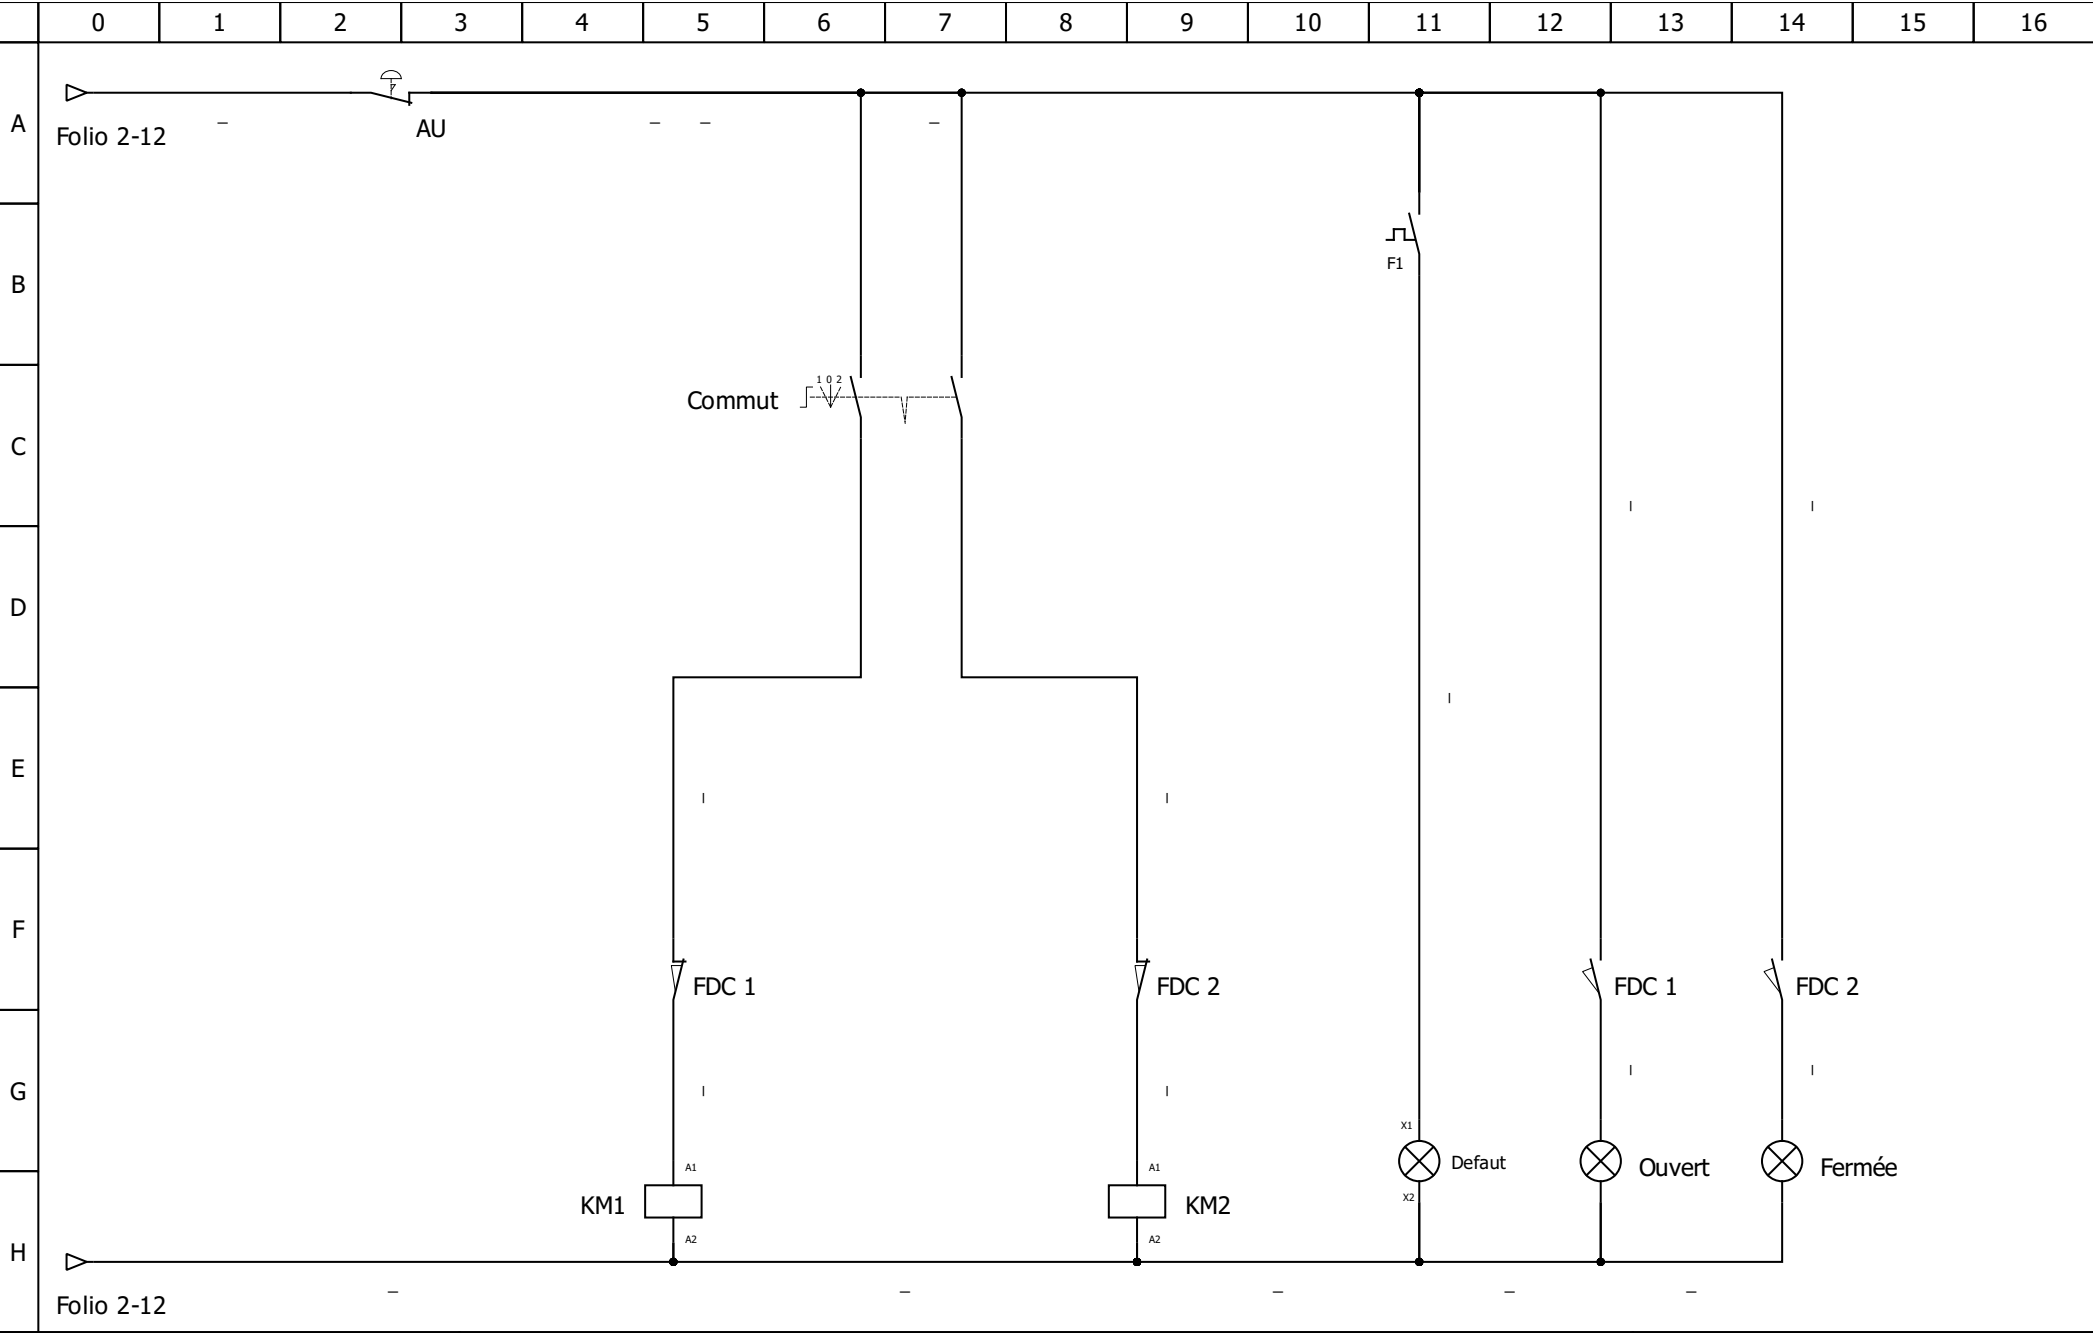 0 1 2 3 4 5 6 7 8 9 10 11 12 13 14 15 16
A
Folio 2-12
AU
B
F1
C
Commut
1 0 2
D
E
F
FDC 1
FDC 2
FDC 1
FDC 2
G
X1
A1
A1
Defaut
Ouvert
Fermée
X2
KM1
KM2
A2
A2
H
Folio 2-12